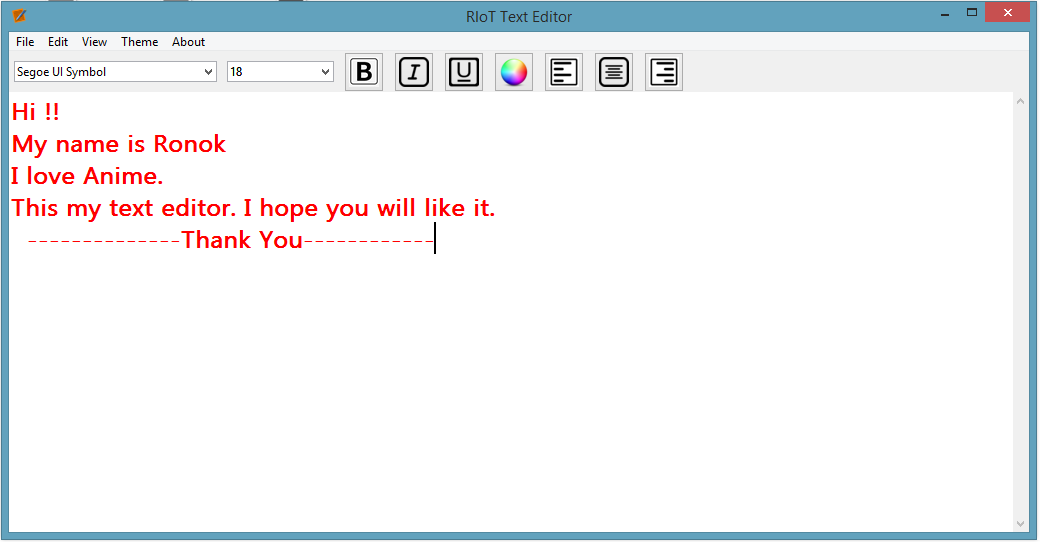 RIoT Text Editor
File Edit View Theme About
Segoe UI Symbol 18 B I U
Hi !!
My name is Ronok
I love Anime.
This my text editor. I hope you will like it.
--------------Thank You------------